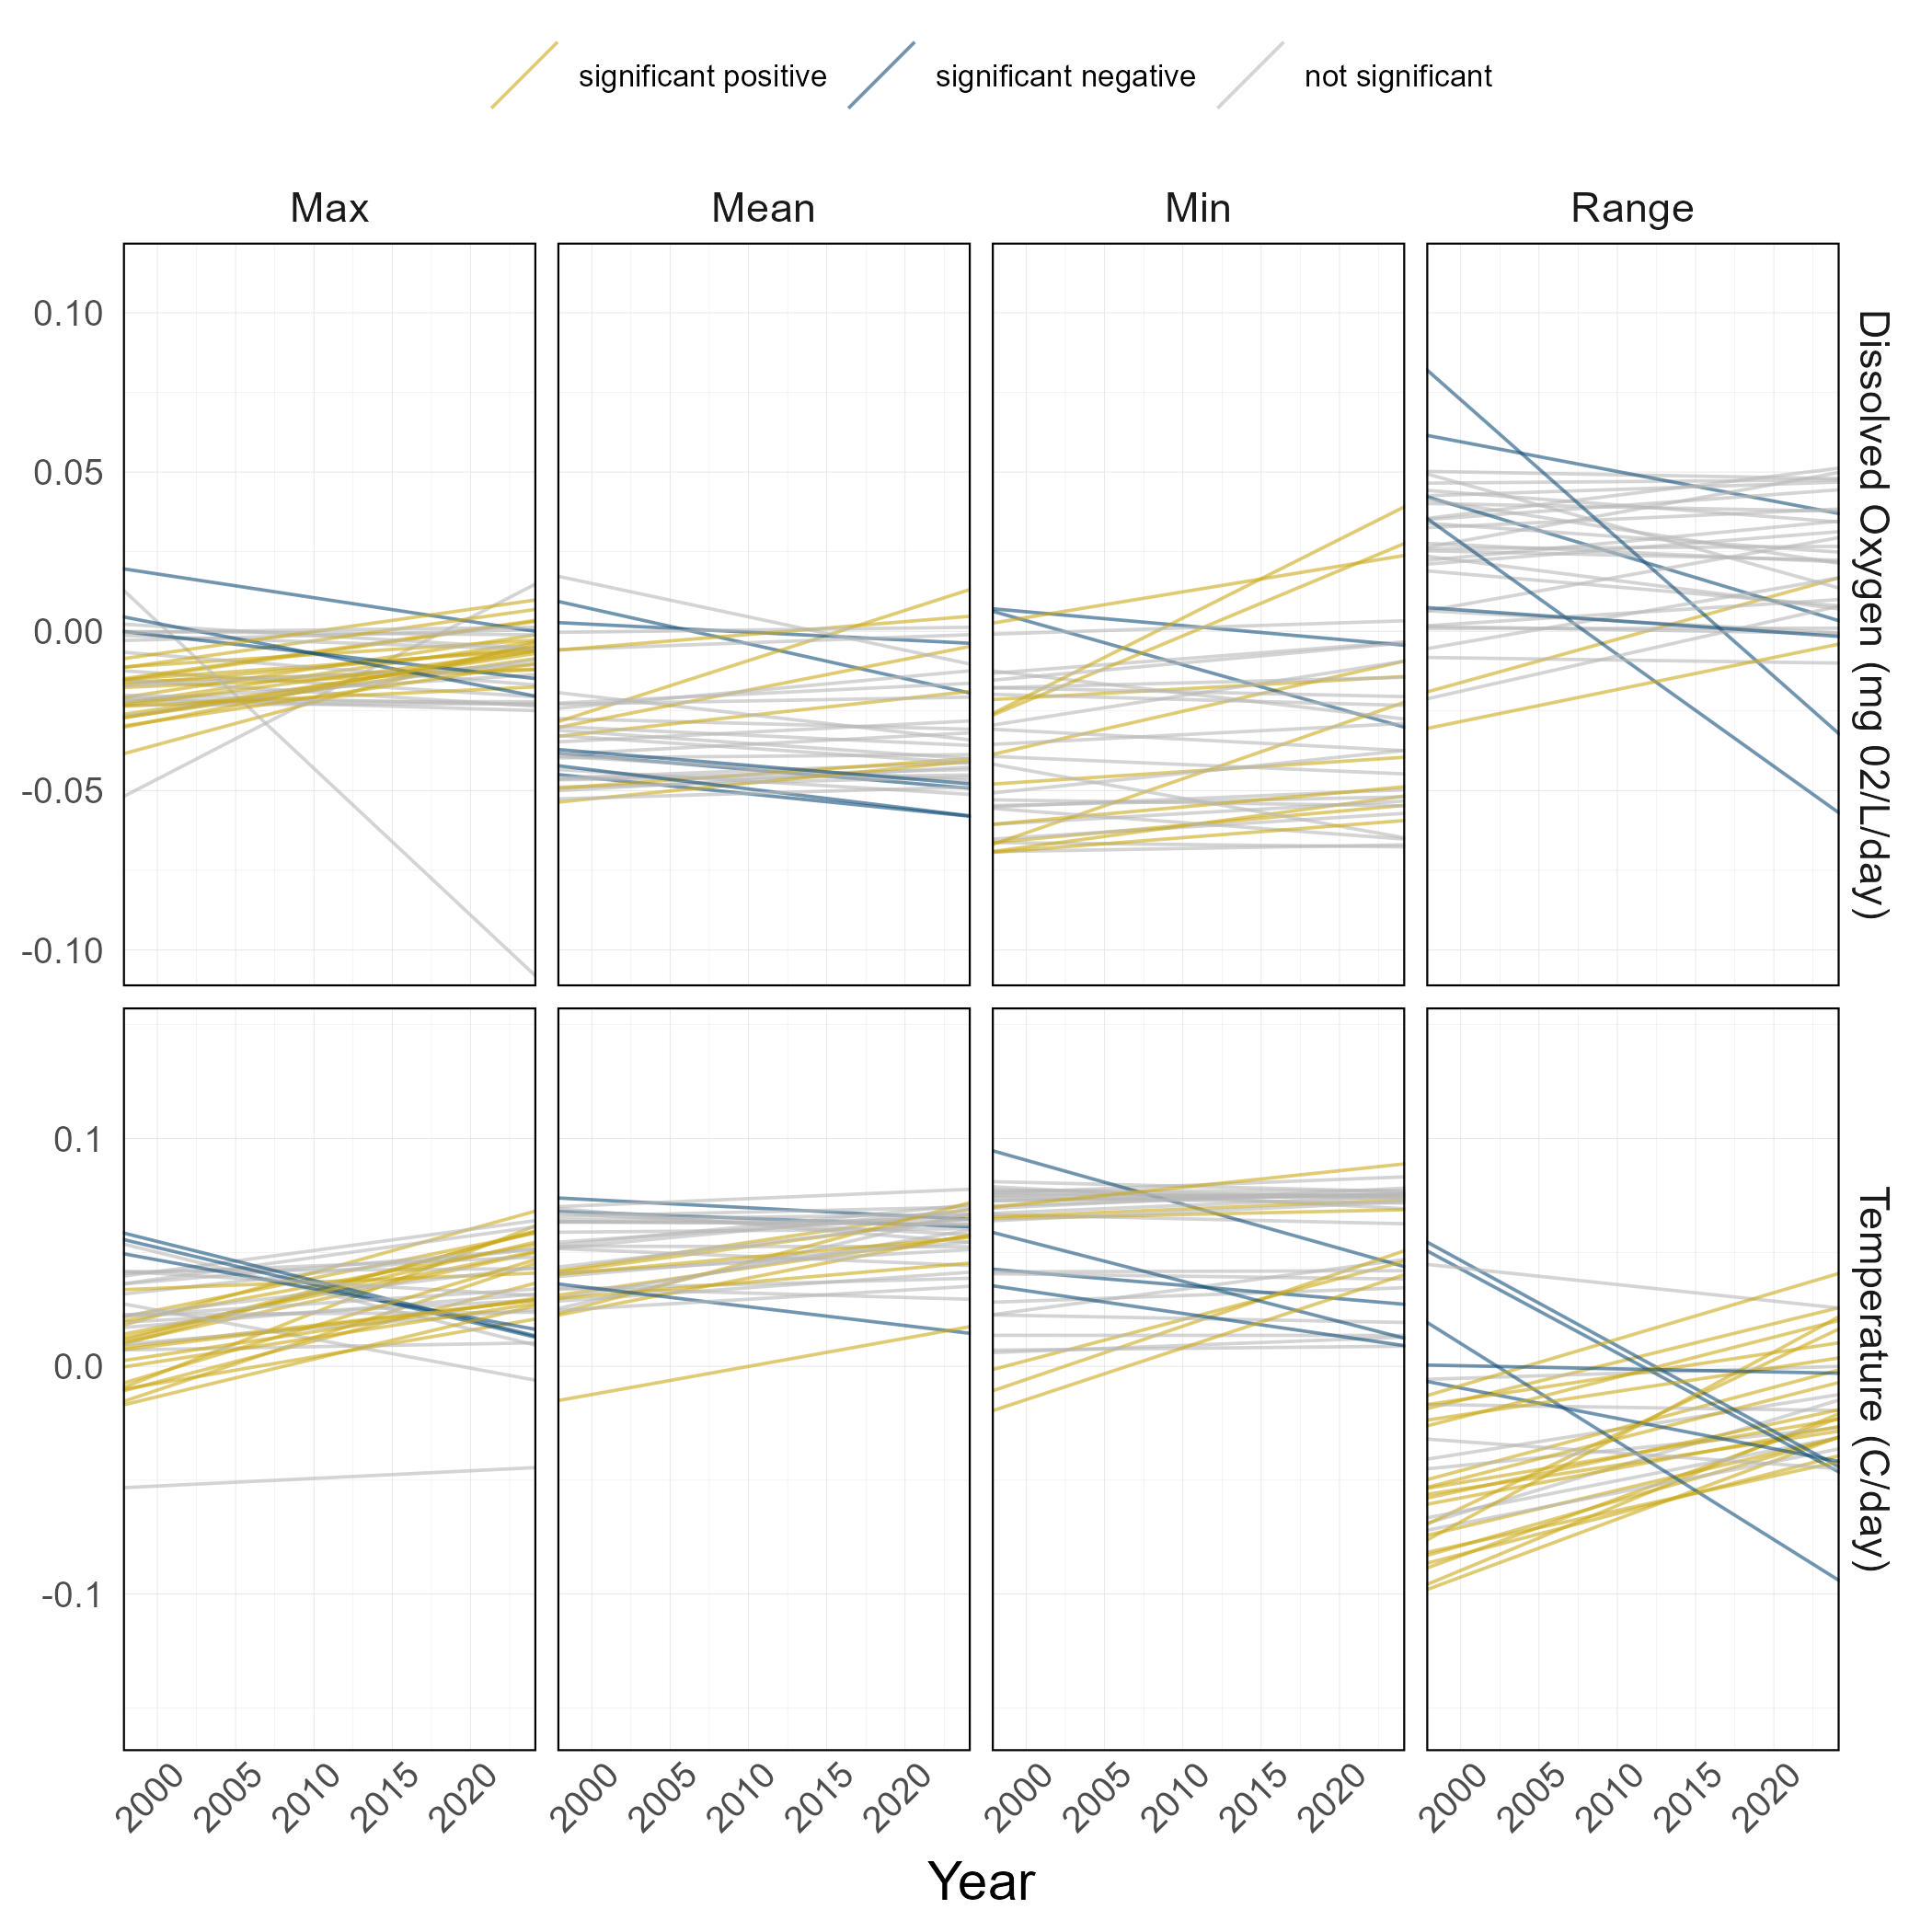 significant positive significant negative not significant
Max Mean Min Range
0.10
0.05
0.00
-0.05
-0.10
Dissolved Oxygen (mg 02/L/day)
0.1
0.0
-0.1
Temperature (C/day)
2000 2005 2010 2015 2020 2000 2005 2010 2015 2020 2000 2005 2010 2015 2020 2000 2005 2010 2015 2020
Year